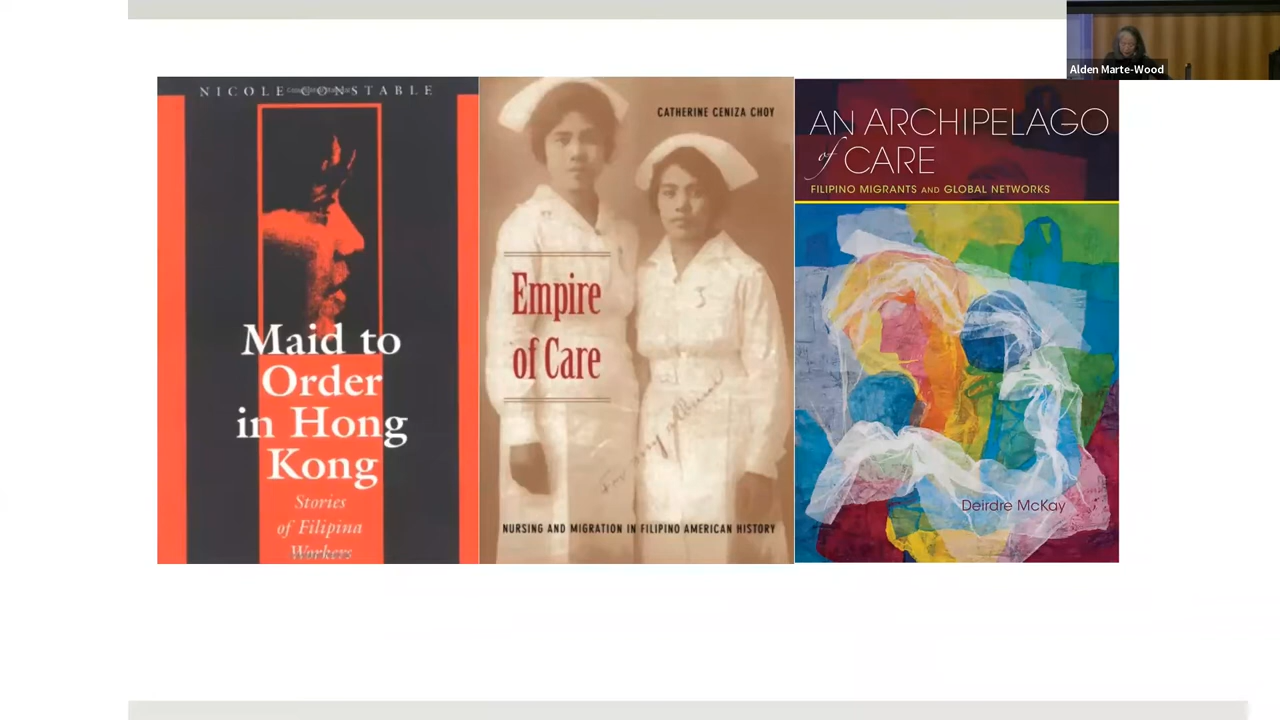 Alden Marte-Wood
NICOLE CONSTABLE
Maid to
Order
in Hong
Kong
Stories
of Filipina
Workers
CATHERINE CENIZA CHOY
Empire
of Care
NURSING AND MIGRATION IN FILIPINO AMERICAN HISTORY
AN ARCHIPELAGO
of CARE
FILIPINO MIGRANTS AND GLOBAL NETWORKS
Deirdre McKay